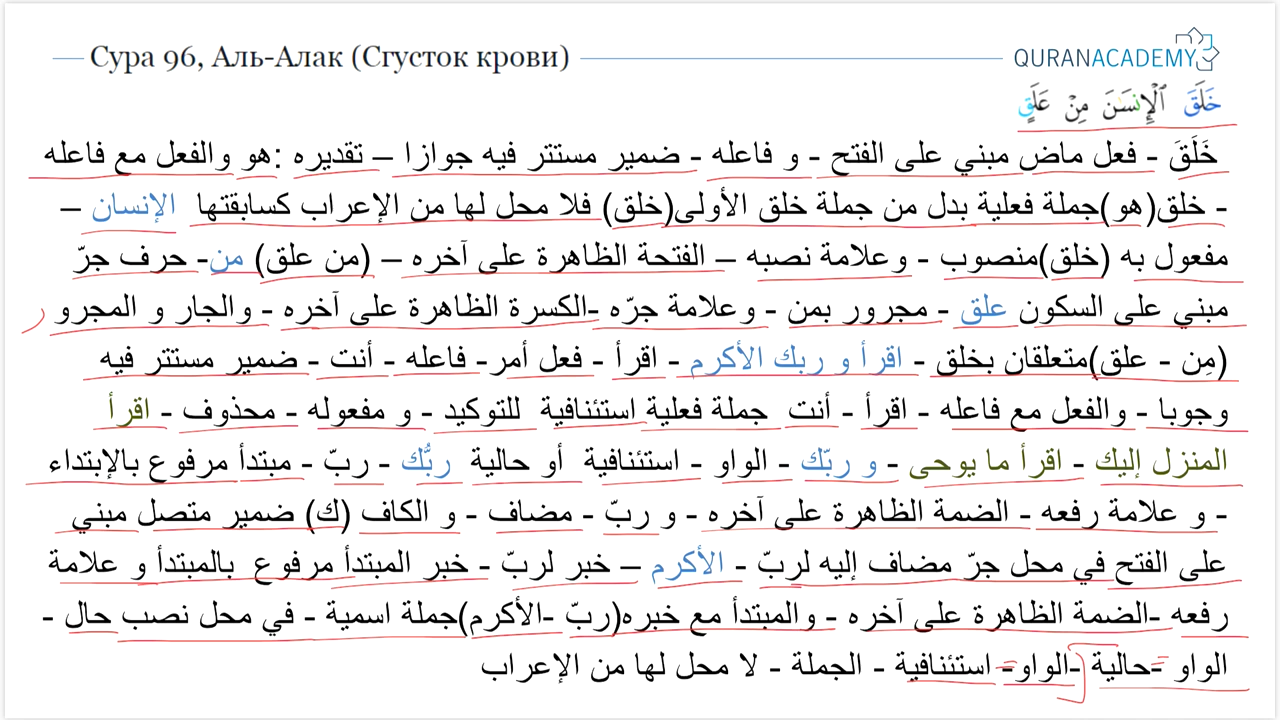 Сура 96, Аль-Алак (Сгусток крови)
QURANACADEMY
خَلَقَ ٱلْإِنسَـٰنَ مِنْ عَلَقٍ
خَلَقَ - فعل ماض مبني على الفتح - و فاعله - ضمير مستتر فيه جوازا – تقديره :هو والفعل مع فاعله
- خلق(هو)جملة فعلية بدل من جملة خلق الأولى(خلق) فلا محل لها من الإعراب كسابقتها الإنسان –
مفعول به (خلق)منصوب - وعلامة نصبه – الفتحة الظاهرة على آخره – (من علق) من- حرف جرّ
مبني على السكون علق - مجرور بمن - وعلامة جرّه -الكسرة الظاهرة على آخره - والجار و المجرو
(مِن - علق)متعلقان بخلق - اقرأ و ربك الأكرم - اقرأ - فعل أمر- فاعله - أنت - ضمير مستتر فيه
وجوبا - والفعل مع فاعله - اقرأ - أنت جملة فعلية استئنافية للتوكيد - و مفعوله - محذوف - اقرأ
المنزل إليك - اقرأ ما يوحى - و ربّك - الواو - استئنافية أو حالية ربُّك - ربّ - مبتدأ مرفوع بالإبتداء
- و علامة رفعه - الضمة الظاهرة على آخره - و ربّ - مضاف - و الكاف (ك) ضمير متصل مبني
على الفتح في محل جرّ مضاف إليه لربّ - الأكرم – خبر لربّ - خبر المبتدأ مرفوع بالمبتدأ و علامة
رفعه -الضمة الظاهرة على آخره - والمبتدأ مع خبره(ربّ -الأكرم)جملة اسمية - في محل نصب حال -
الواو -حالية -الواو- استئنافية - الجملة - لا محل لها من الإعراب